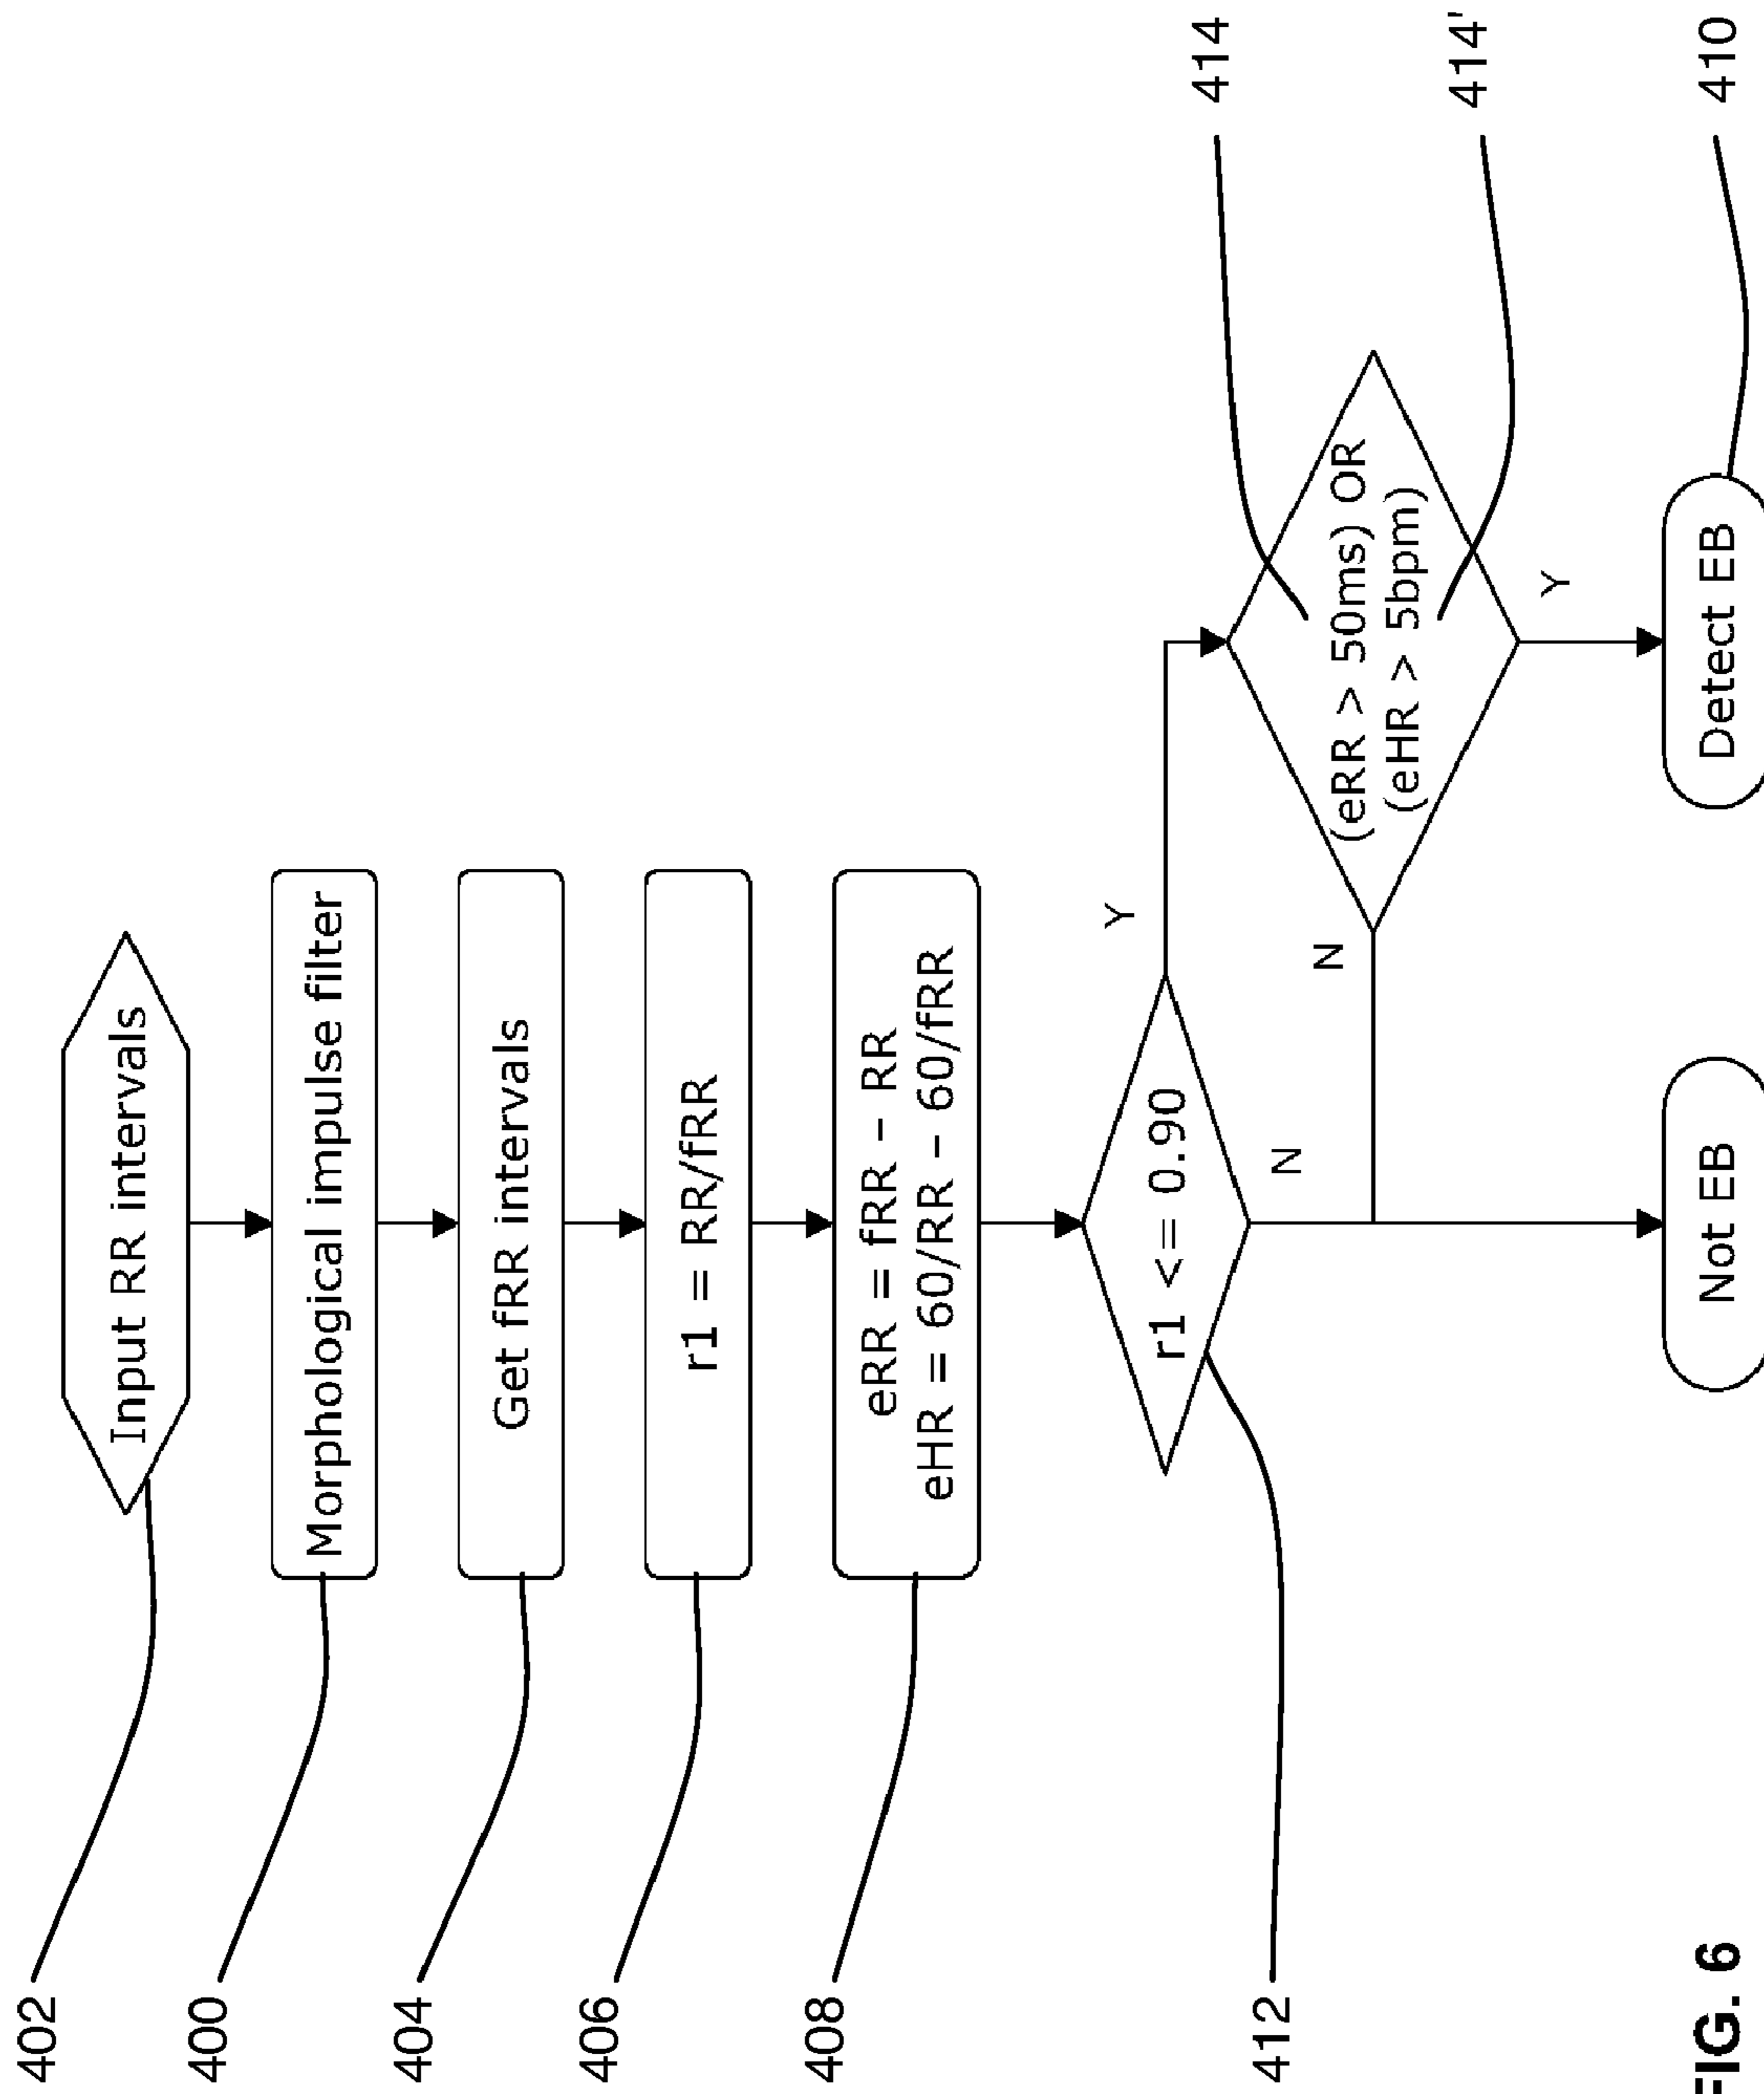 402
Input RR intervals
400
Morphological impulse filter
404
Get fRR intervals
406
r1 = RR/fRR
408
eRR = fRR - RR
eHR = 60/RR - 60/fRR
412
r1 <= 0.90
Y
N
414
(eRR > 50ms) OR
(eHR > 5bpm)
414'
N
Y
Not EB
Detect EB
410
FIG. 6